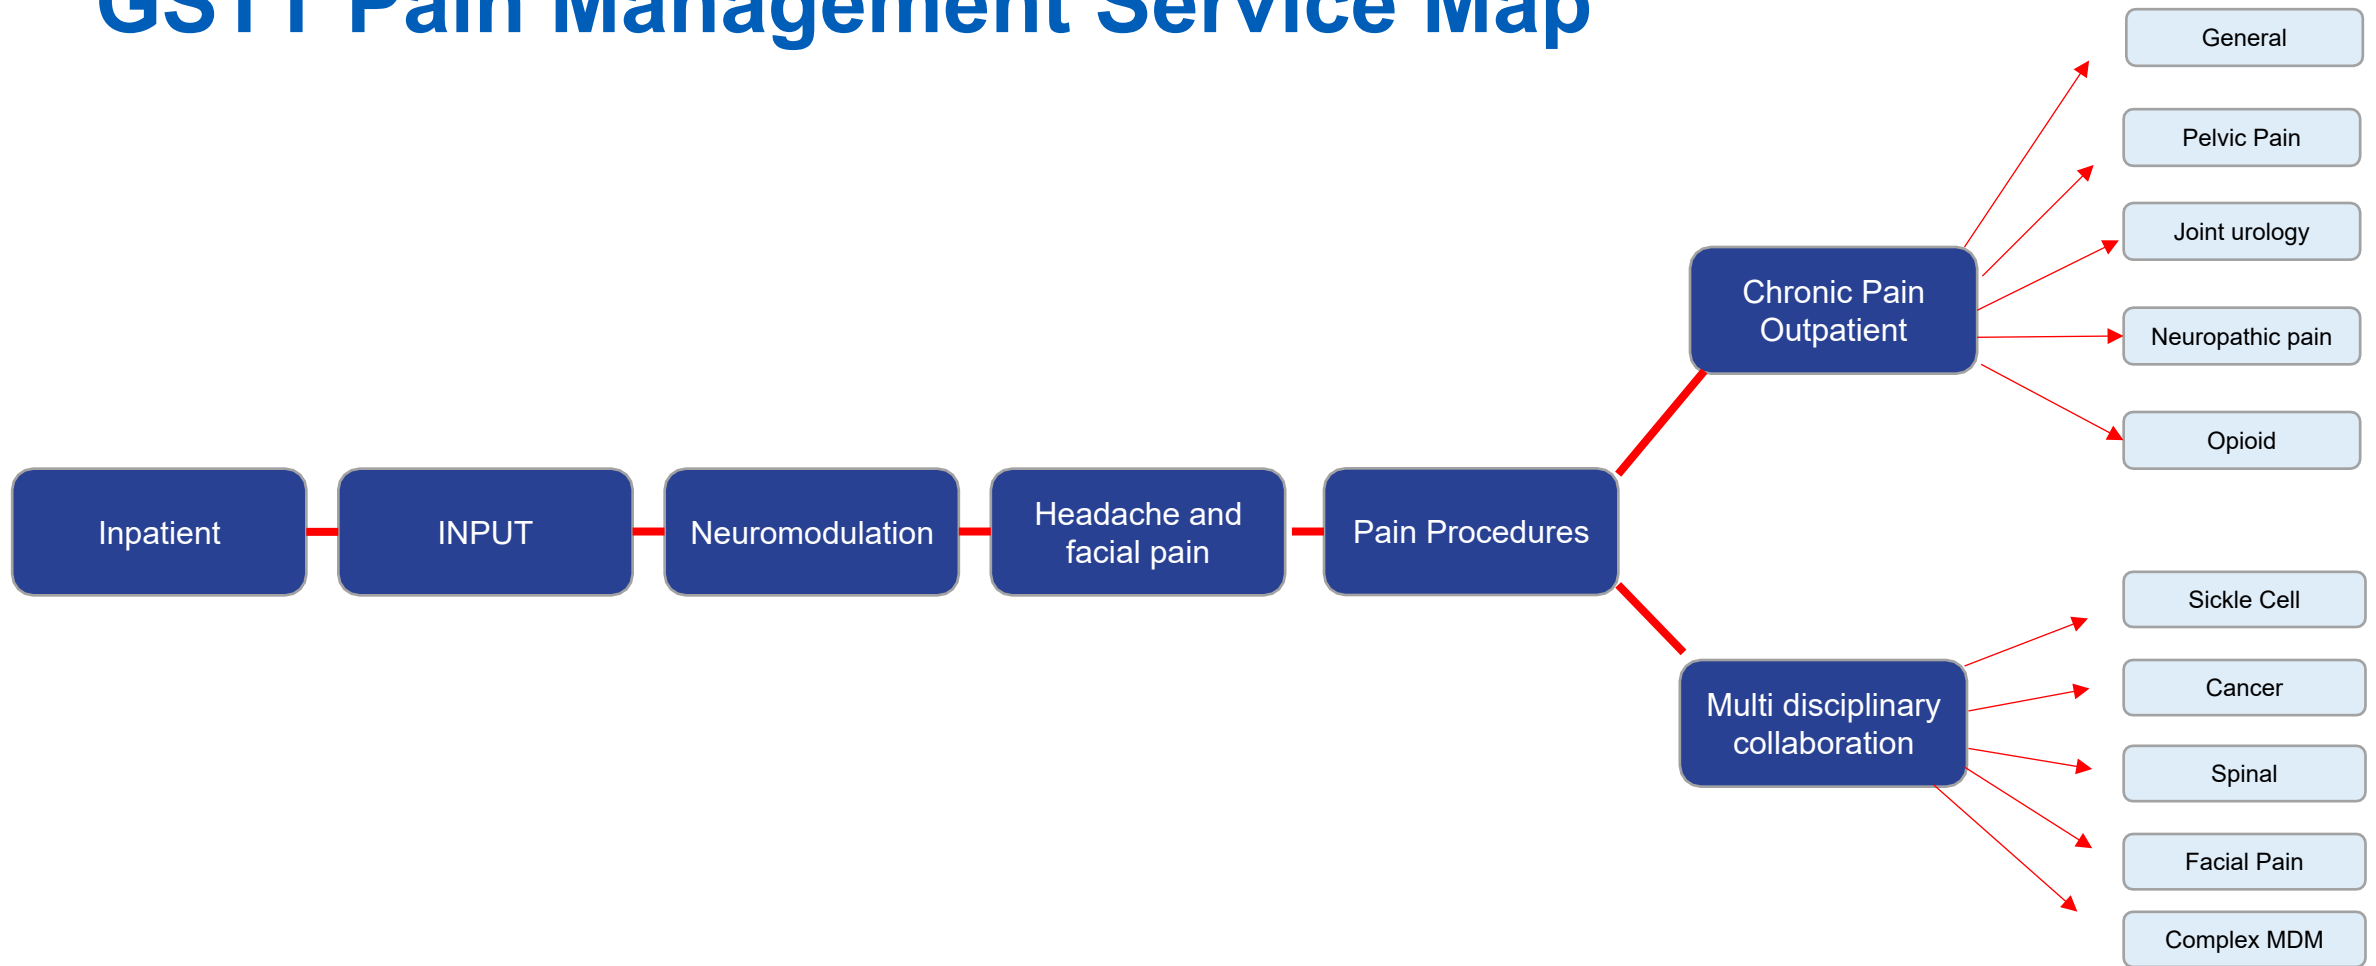 GSTT Pain Management Service Map
General
Pelvic Pain
Joint urology
Neuropathic pain
Opioid
Chronic Pain
Outpatient
Inpatient
INPUT
Neuromodulation
Headache and
facial pain
Pain Procedures
Multi disciplinary
collaboration
Sickle Cell
Cancer
Spinal
Facial Pain
Complex MDM